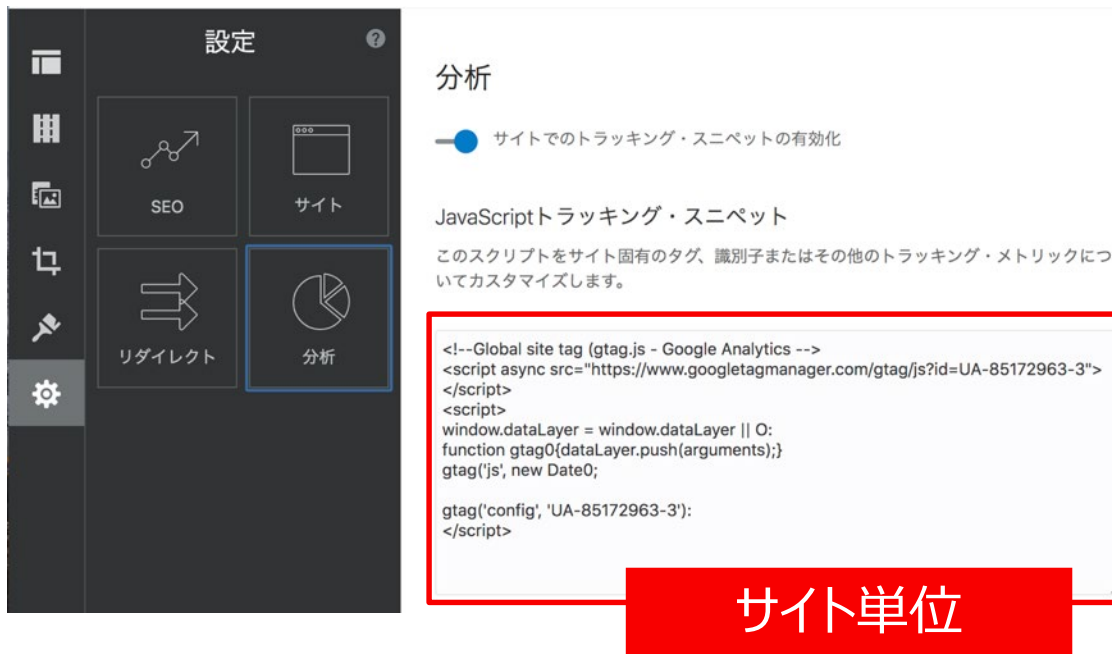 設定
?
SEO
サイト
リダイレクト
分析
分析
サイトでのトラッキング・スニペットの有効化
JavaScriptトラッキング・スニペット
このスクリプトをサイト固有のタグ、識別子またはその他のトラッキング・メトリックにつ
いてカスタマイズします。
<!--Global site tag (gtag.js - Google Analytics -->
<script async src="https://www.googletagmanager.com/gtag/js?id=UA-85172963-3">
</script>
<script>
window.dataLayer = window.dataLayer || O:
function gtag0{dataLayer.push(arguments);}
gtag('js', new Date0;
gtag('config', 'UA-85172963-3'):
</script>
サイト単位